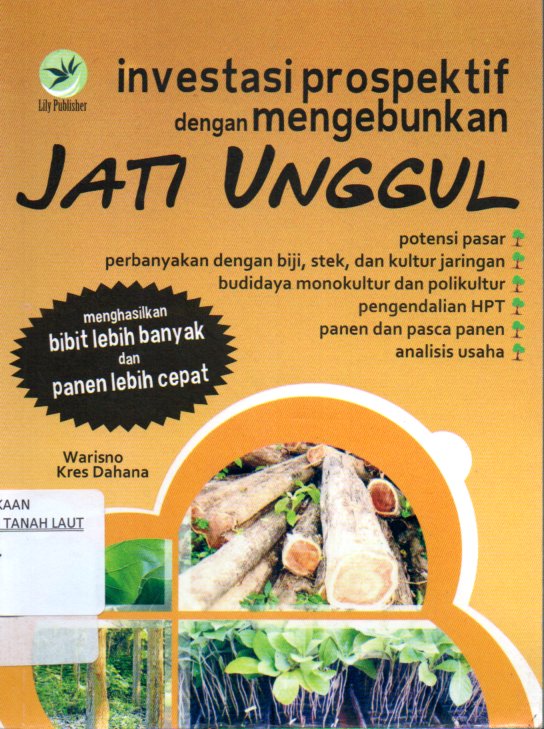 Lily Publisher
investasi prospektif
dengan mengebunkan
JATI UNGGUL
potensi pasar
perbanyakan dengan biji, stek, dan kultur jaringan
budidaya monokultur dan polikultur
pengendalian HPT
panen dan pasca panen
analisis usaha
menghasilkan
bibit lebih banyak
dan
panen lebih cepat
Warisno
Kres Dahana
KAAN
TANAH LAUT